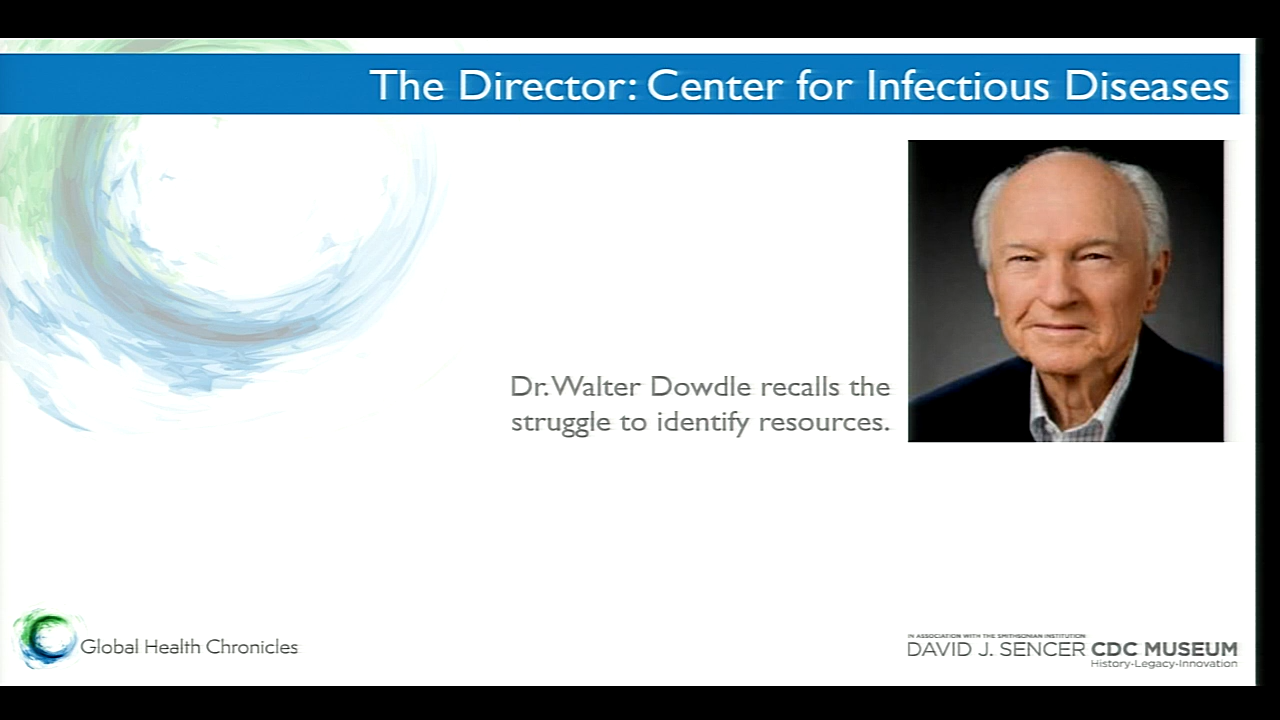 The Director: Center for Infectious Diseases
Dr. Walter Dowdle recalls the
struggle to identify resources.
Global Health Chronicles
IN ASSOCIATION WITH THE SMITHSONIAN INSTITUTION
DAVID J. SENCER CDC MUSEUM
History-Legacy-Innovation